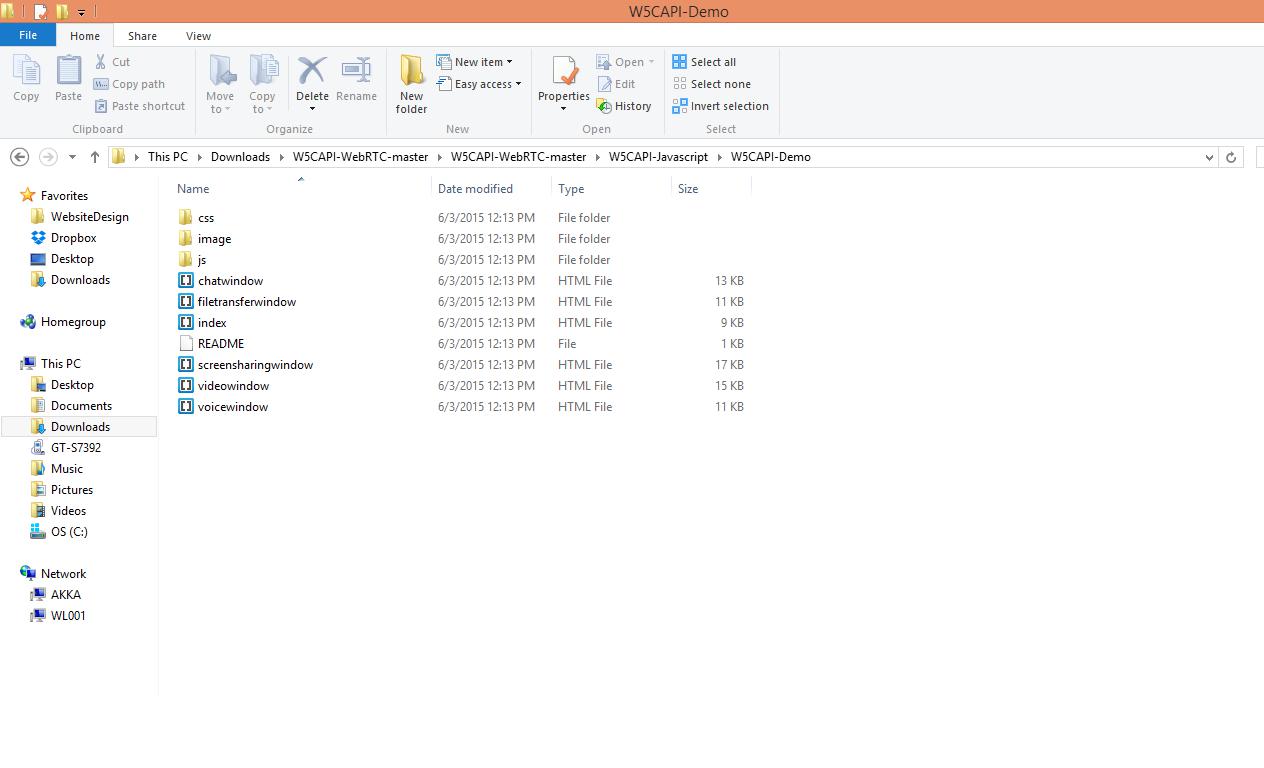 W5CAPI-Demo
File Home Share View
Copy
Paste
Cut
Copy path
Paste shortcut
Clipboard
Move to
Copy to
Delete
Rename
Organize
New folder
New item
Easy access
New
Properties
Open
Edit
History
Open
Select all
Select none
Invert selection
Select
This PC Downloads W5CAPI-WebRTC-master W5CAPI-WebRTC-master W5CAPI-Javascript W5CAPI-Demo
Favorites
WebsiteDesign
Dropbox
Desktop
Downloads
Homegroup
This PC
Desktop
Documents
Downloads
GT-S7392
Music
Pictures
Videos
OS (C:)
Network
AKKA
WL001
Name Date modified Type Size
css 6/3/2015 12:13 PM File folder
image 6/3/2015 12:13 PM File folder
js 6/3/2015 12:13 PM File folder
chatwindow 6/3/2015 12:13 PM HTML File 13 KB
filetransferwindow 6/3/2015 12:13 PM HTML File 11 KB
index 6/3/2015 12:13 PM HTML File 9 KB
README 6/3/2015 12:13 PM File 1 KB
screensharingwindow 6/3/2015 12:13 PM HTML File 17 KB
videowindow 6/3/2015 12:13 PM HTML File 15 KB
voicewindow 6/3/2015 12:13 PM HTML File 11 KB